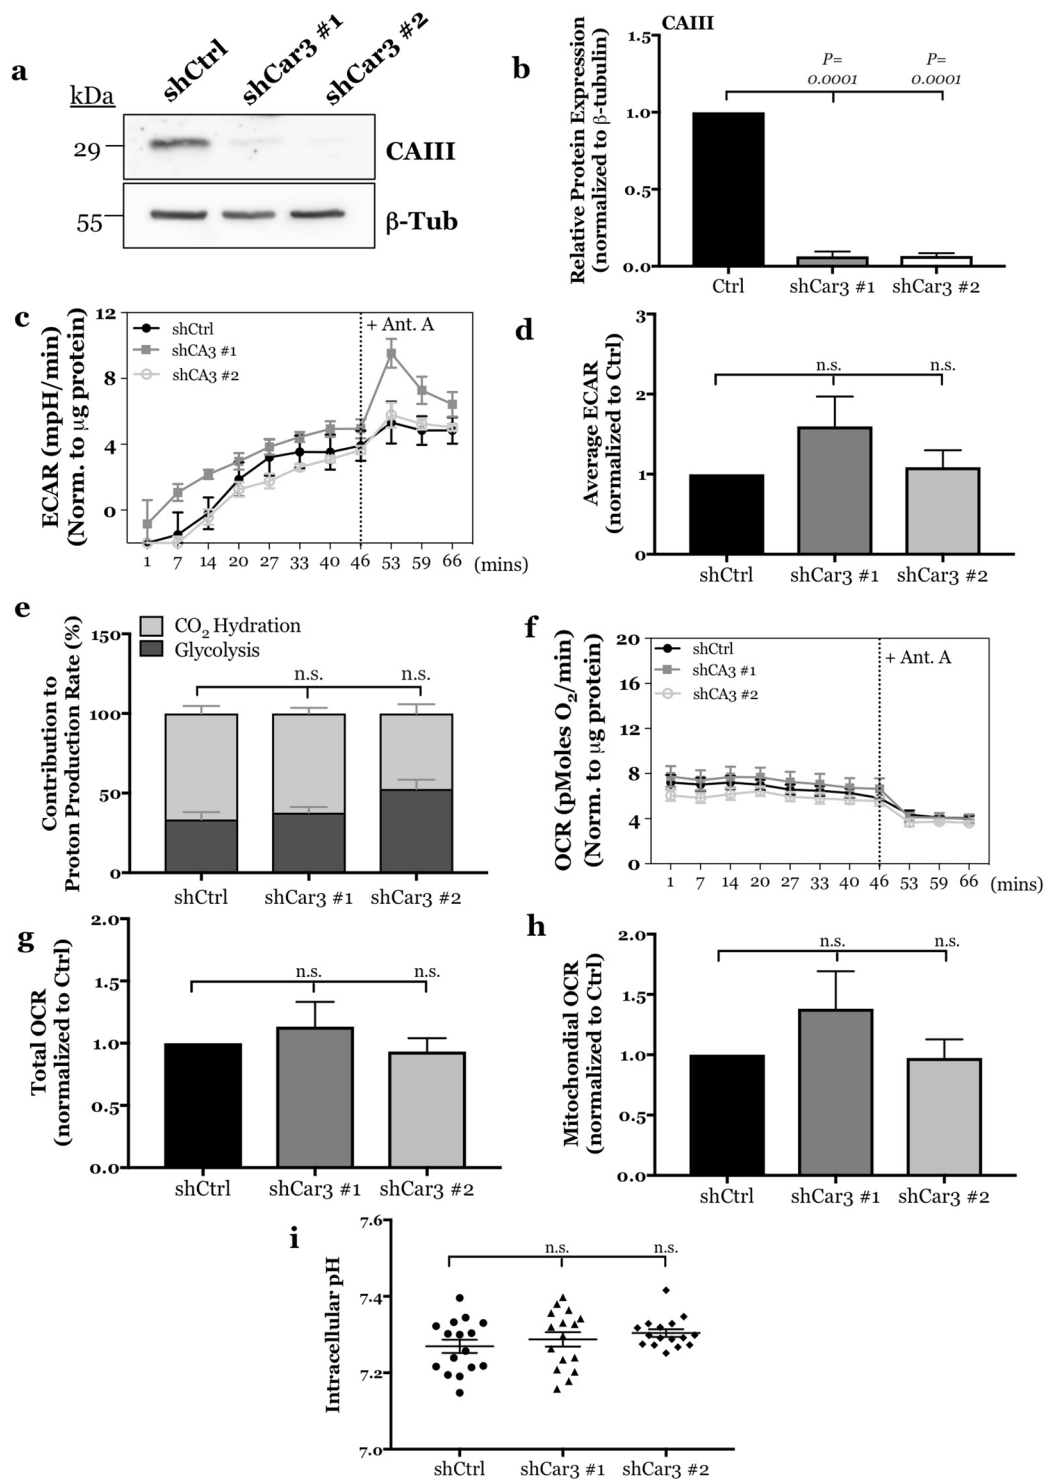 a
shCtrl
shCar3 #1
shCar3 #2
kDa
29
CAIII
55
β-Tub
b
CAIII
Relative Protein Expression
(normalized to β-tubulin)
1.5
1.0
0.5
0.0
P=
0.0001
P=
0.0001
Ctrl
shCar3 #1
shCar3 #2
c
ECAR (mpH/min)
(Norm. to µg protein)
12
8
4
0
shCtrl
shCA3 #1
shCA3 #2
+ Ant. A
1 7 14 20 27 33 40 46 53 59 66 (mins)
d
Average ECAR
(normalized to Ctrl)
3
2
1
0
n.s.
n.s.
shCtrl
shCar3 #1
shCar3 #2
e
CO₂ Hydration
Glycolysis
Contribution to
Proton Production Rate (%)
150
100
50
0
n.s.
n.s.
shCtrl
shCar3 #1
shCar3 #2
f
OCR (pMoles O₂/min)
(Norm. to µg protein)
20
16
12
8
4
0
shCtrl
shCA3 #1
shCA3 #2
+ Ant. A
1 7 14 20 27 33 40 46 53 59 66 (mins)
g
Total OCR
(normalized to Ctrl)
2.0
1.5
1.0
0.5
0.0
n.s.
n.s.
shCtrl
shCar3 #1
shCar3 #2
h
Mitochondial OCR
(normalized to Ctrl)
2.0
1.5
1.0
0.5
0.0
n.s.
n.s.
shCtrl
shCar3 #1
shCar3 #2
i
Intracellular pH
7.6
7.4
7.2
7.0
n.s.
n.s.
shCtrl
shCar3 #1
shCar3 #2